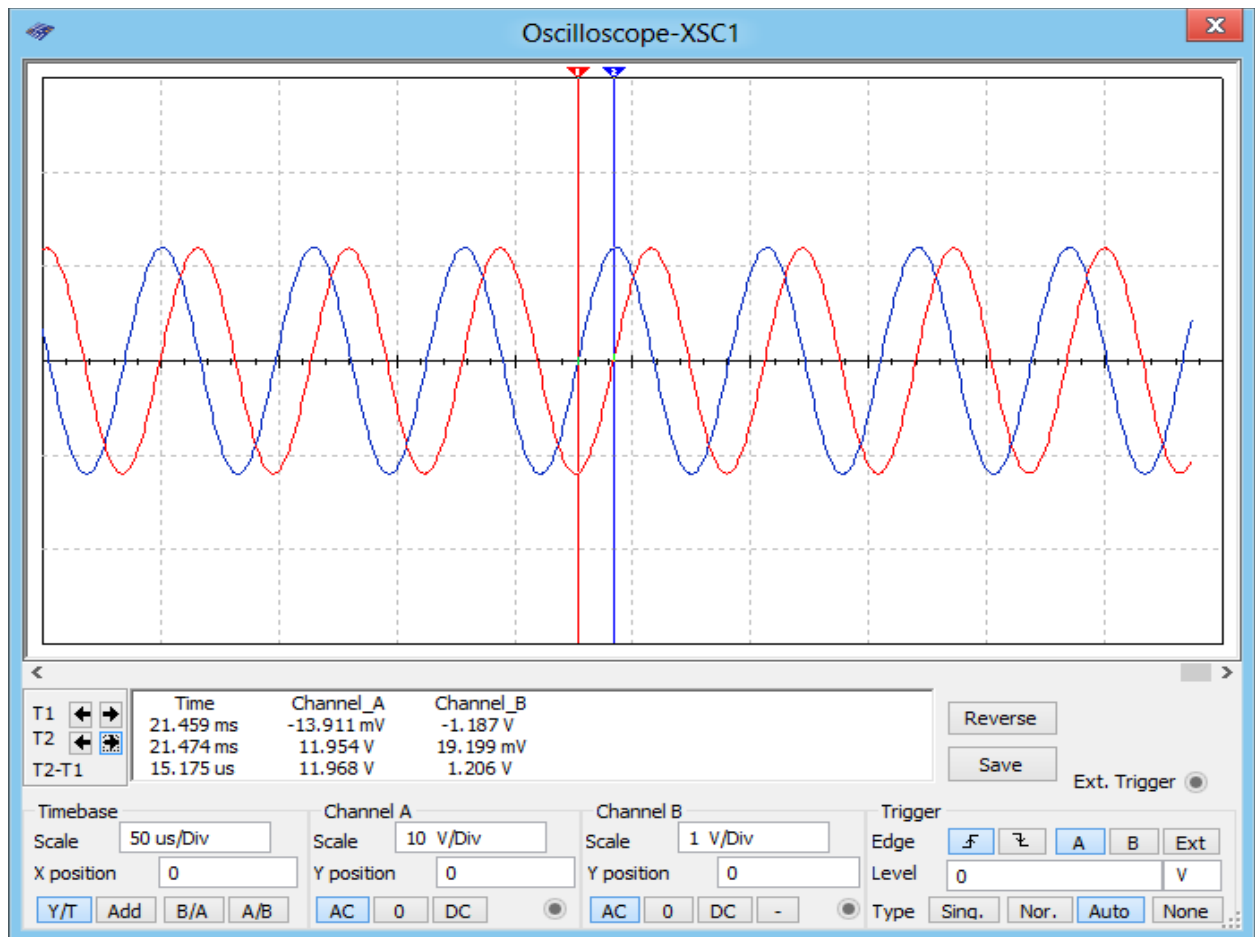 Oscilloscope-XSC1
1 2
Time Channel_A Channel_B
T1 21.459 ms -13.911 mV -1.187 V
T2 21.474 ms 11.954 V 19.199 mV
T2-T1 15.175 us 11.968 V 1.206 V
Reverse
Save
Ext. Trigger
Timebase
Scale 50 us/Div
X position 0
Y/T Add B/A A/B
Channel A
Scale 10 V/Div
Y position 0
AC 0 DC
Channel B
Scale 1 V/Div
Y position 0
AC 0 DC -
Trigger
Edge A B Ext
Level 0 V
Type Sing. Nor. Auto None